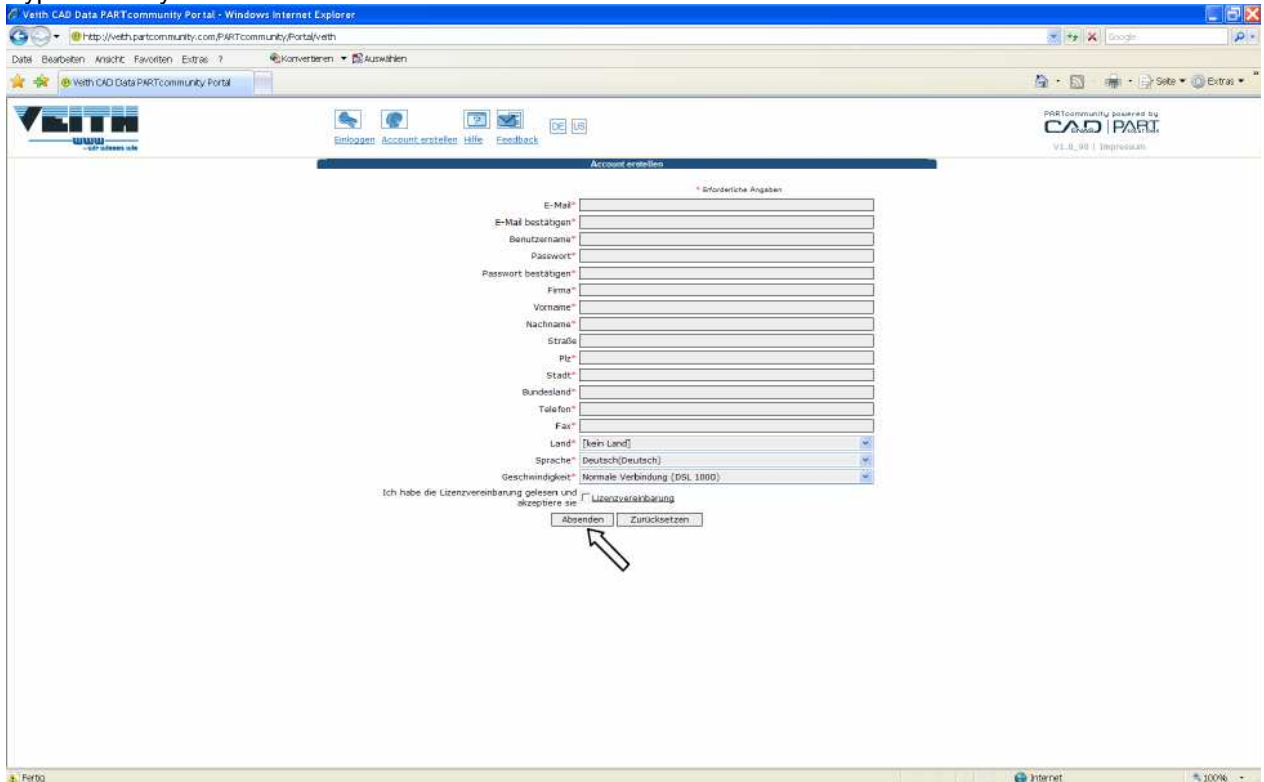 Veith CAD Data PARTcommunity Portal - Windows Internet Explorer
http://veith.partcommunity.com/PARTcommunity/Portal/veith
Google
Datei Bearbeiten Ansicht Favoriten Extras ?
Konvertieren
Auswählen
Veith CAD Data PARTcommunity Portal
Seite
Extras
VEITH
Einloggen Account erstellen Hilfe Feedback
DE US
PARTcommunity powered by
CAD PART
V1.0_90 | Impressum
Account erstellen
* Erforderliche Angaben
E-Mail*
E-Mail bestätigen*
Benutzername*
Passwort*
Passwort bestätigen*
Firma*
Vorname*
Nachname*
Straße
Plz*
Stadt*
Bundesland*
Telefon*
Fax*
Land* [kein Land]
Sprache* Deutsch(Deutsch)
Geschwindigkeit* Normale Verbindung (DSL 1000)
Ich habe die Lizenzvereinbarung gelesen und
akzeptiere sie
Lizenzvereinbarung
Absenden Zurücksetzen
Fertig
Internet
100%